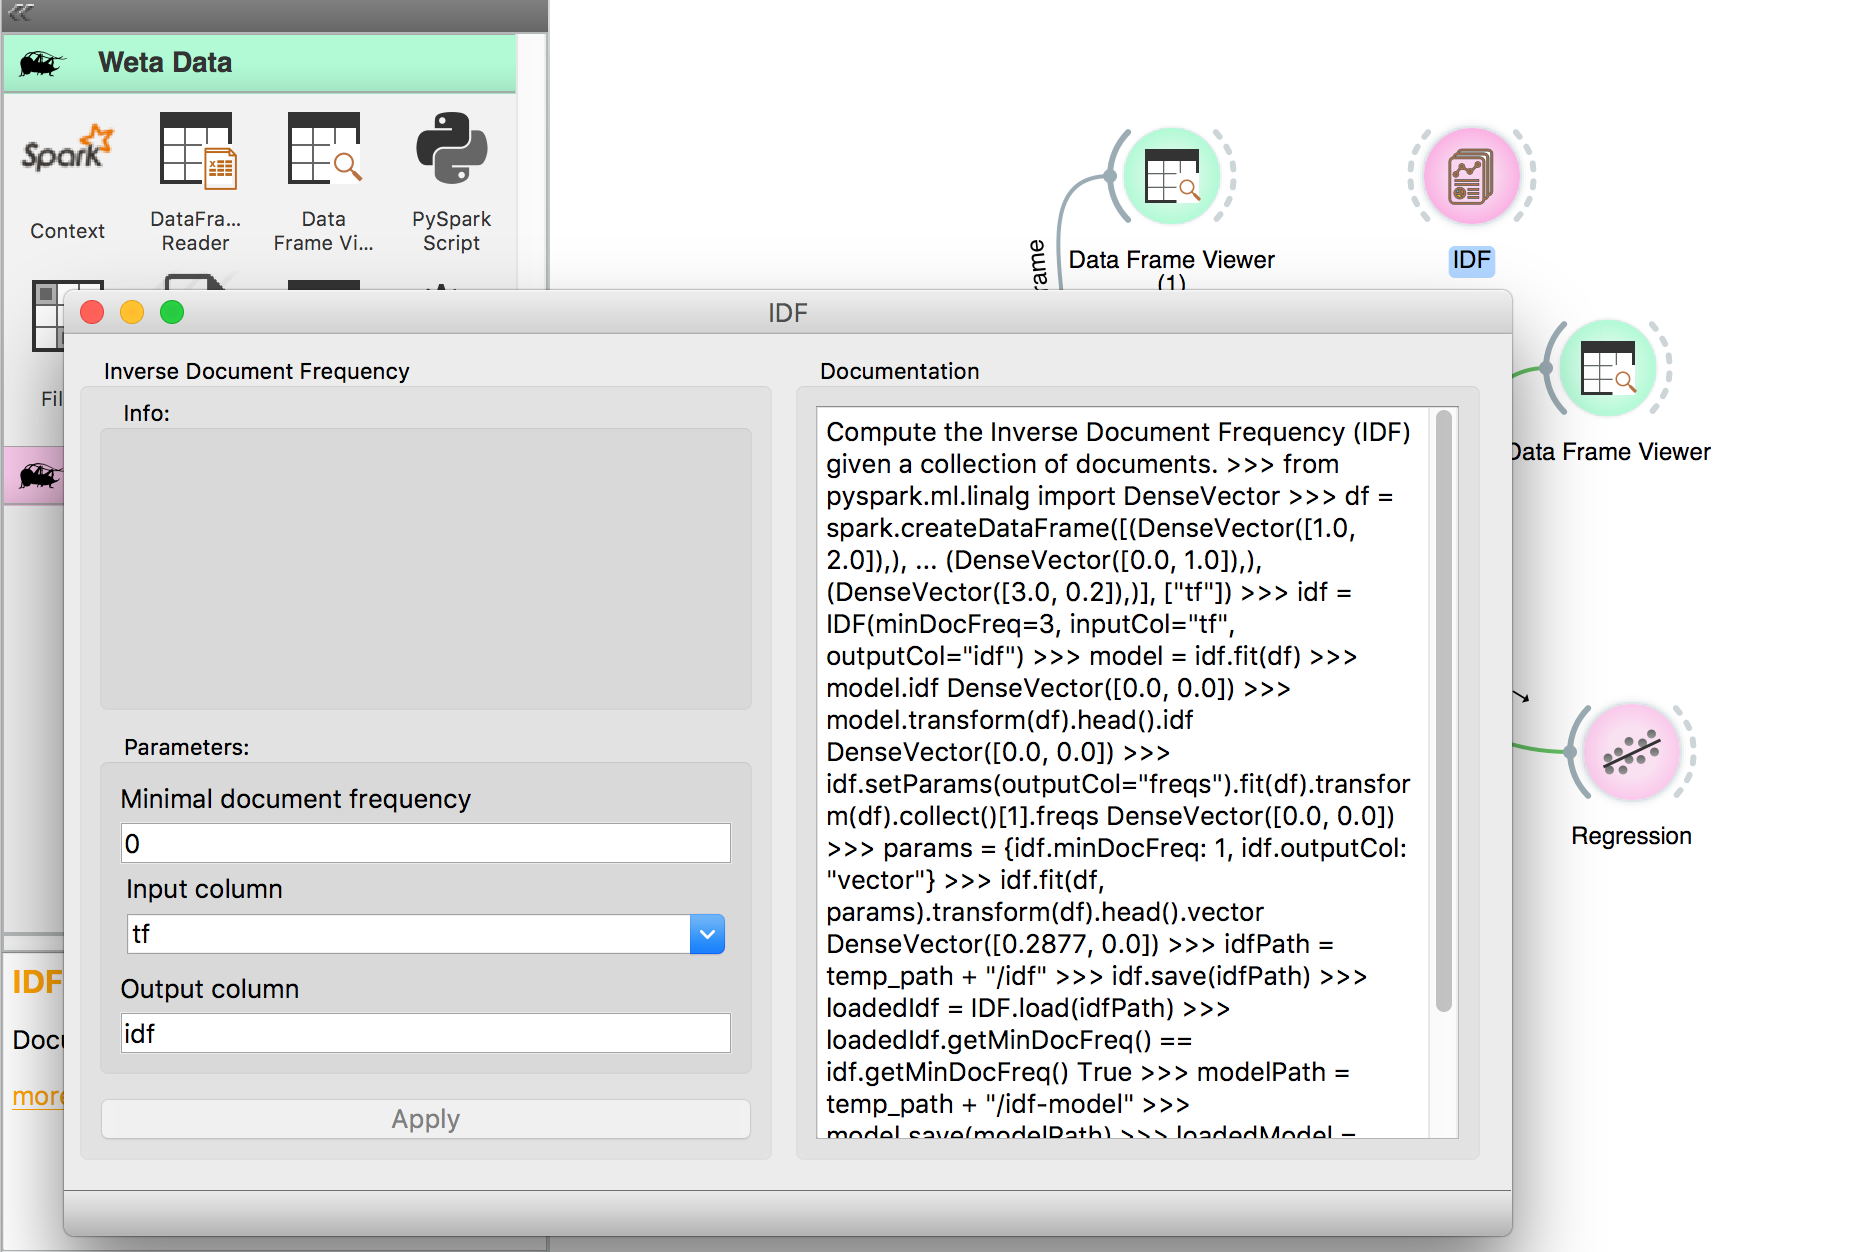 Weta Data
Spark
Context
DataFra...
Reader
Data
Frame Vi...
PySpark
Script
Fil
IDF
Docu
more
Data Frame Viewer
(1)
IDF
Data Frame Viewer
Regression
IDF
Inverse Document Frequency
Info:
Parameters:
Minimal document frequency
0
Input column
tf
Output column
idf
Apply
Documentation
Compute the Inverse Document Frequency (IDF)
given a collection of documents. >>> from
pyspark.ml.linalg import DenseVector >>> df =
spark.createDataFrame([(DenseVector([1.0,
2.0]),), ... (DenseVector([0.0, 1.0]),),
(DenseVector([3.0, 0.2]),)], ["tf"]) >>> idf =
IDF(minDocFreq=3, inputCol="tf",
outputCol="idf") >>> model = idf.fit(df) >>>
model.idf DenseVector([0.0, 0.0]) >>>
model.transform(df).head().idf
DenseVector([0.0, 0.0]) >>>
idf.setParams(outputCol="freqs").fit(df).transfor
m(df).collect()[1].freqs DenseVector([0.0, 0.0])
>>> params = {idf.minDocFreq: 1, idf.outputCol:
"vector"} >>> idf.fit(df,
params).transform(df).head().vector
DenseVector([0.2877, 0.0]) >>> idfPath =
temp_path + "/idf" >>> idf.save(idfPath) >>>
loadedIdf = IDF.load(idfPath) >>>
loadedIdf.getMinDocFreq() ==
idf.getMinDocFreq() True >>> modelPath =
temp_path + "/idf-model" >>>
model.save(modelPath) >>> loadedModel =